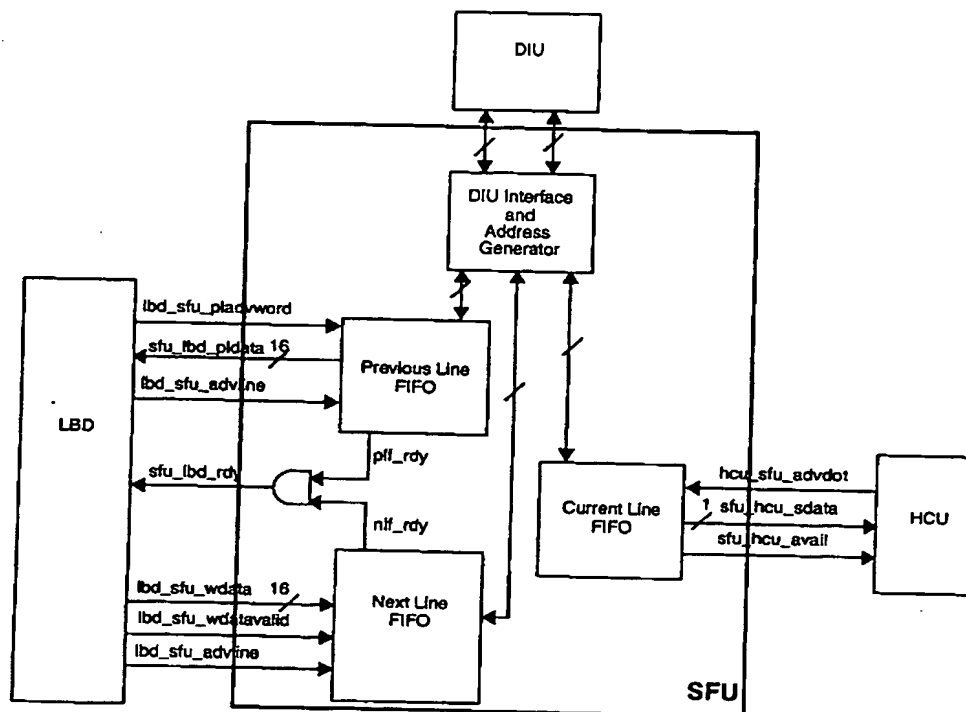 DIU
DIU Interface
and
Address
Generator
lbd_sfu_pladvword
sfu_lbd_pldata 16
lbd_sfu_advline
Previous Line
FIFO
LBD
plf_rdy
sfu_lbd_rdy
nlf_rdy
hcu_sfu_advdot
1 sfu_hcu_sdata
sfu_hcu_avail
Current Line
FIFO
HCU
lbd_sfu_wdata 16
lbd_sfu_wdatavalid
lbd_sfu_advline
Next Line
FIFO
SFU